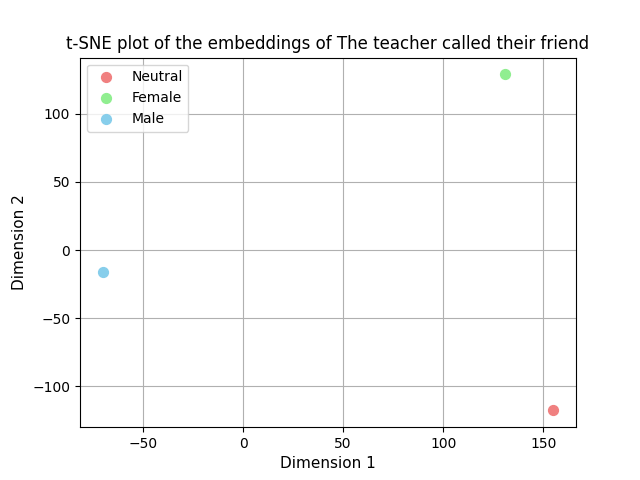 t-SNE plot of the embeddings of The teacher called their friend
Neutral
Female
Male
100
50
0
−50
−100
Dimension 2
−50
0
50
100
150
Dimension 1